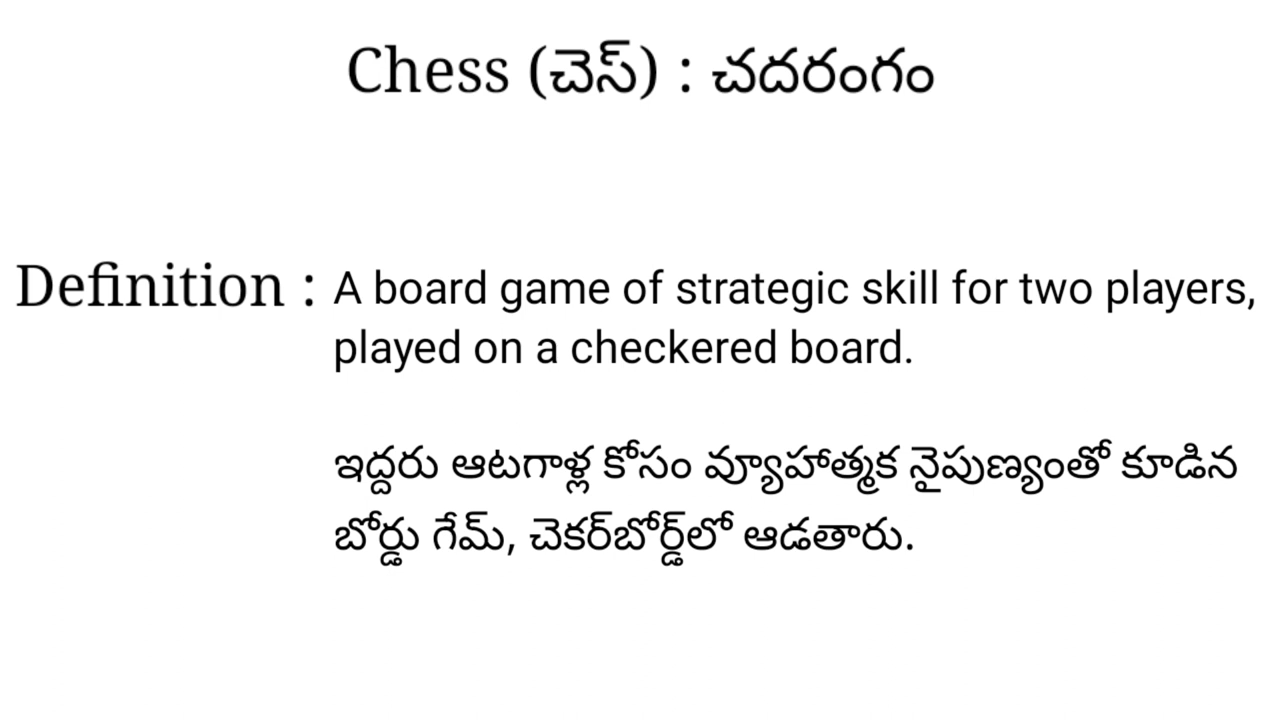 Chess (చెస్) : చదరంగం
Definition : A board game of strategic skill for two players,
played on a checkered board.
ఇద్దరు ఆటగాళ్ల కోసం వ్యూహాత్మక నైపుణ్యంతో కూడిన
బోర్డు గేమ్, చెకర్‌బోర్డ్‌లో ఆడతారు.